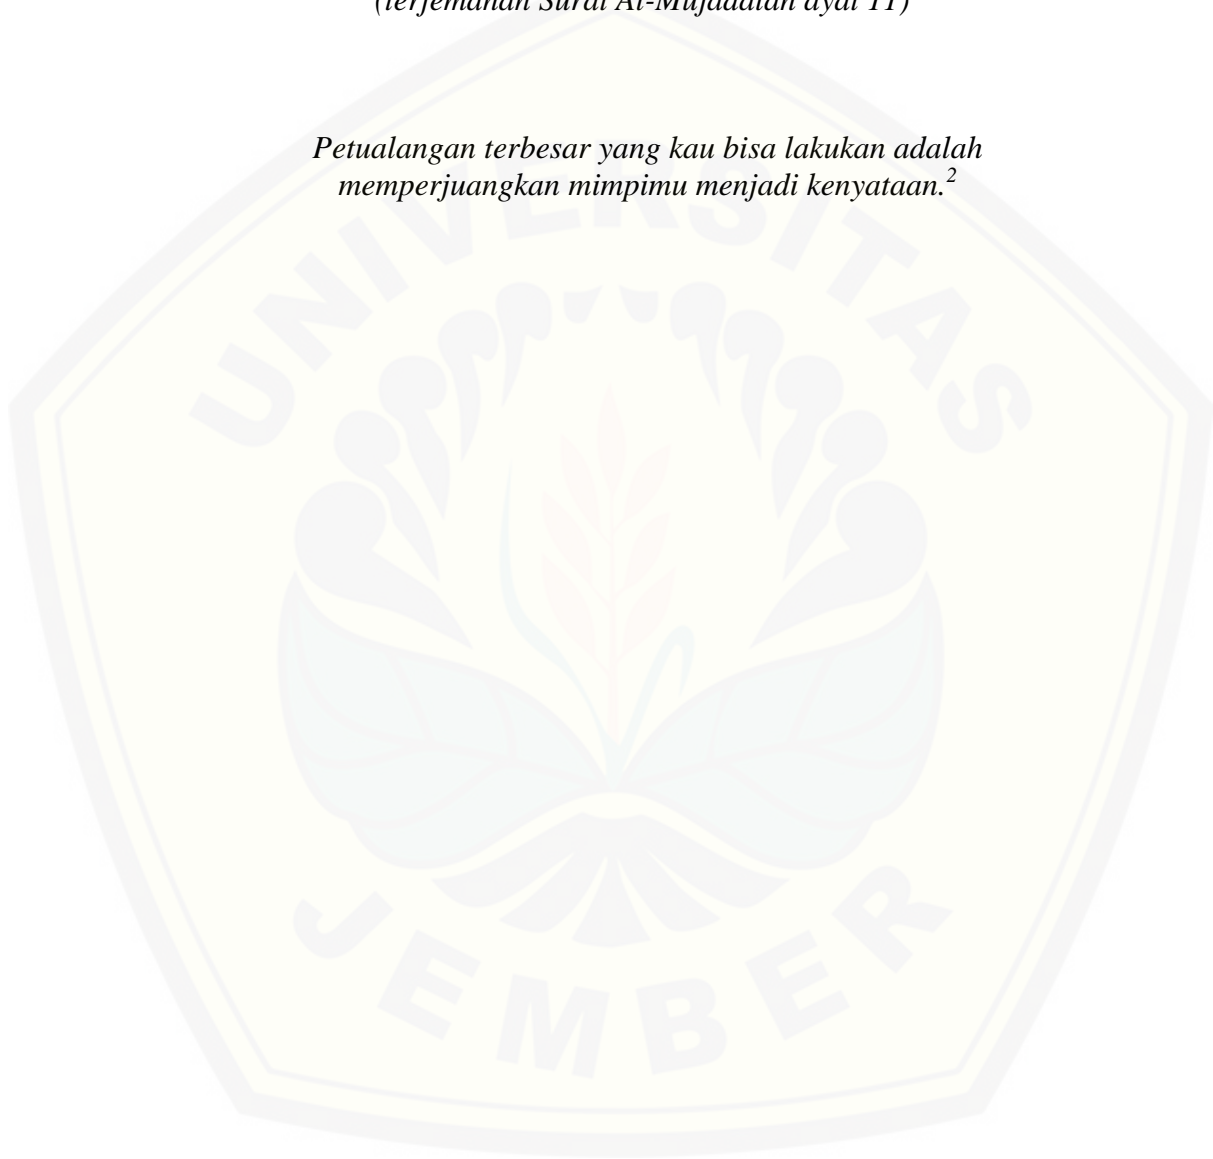 (terjemahan Surat Al-Mujadalah ayat 11)
Petualangan terbesar yang kau bisa lakukan adalah
memperjuangkan mimpimu menjadi kenyataan.2
UNIVERSITAS
JEMBER